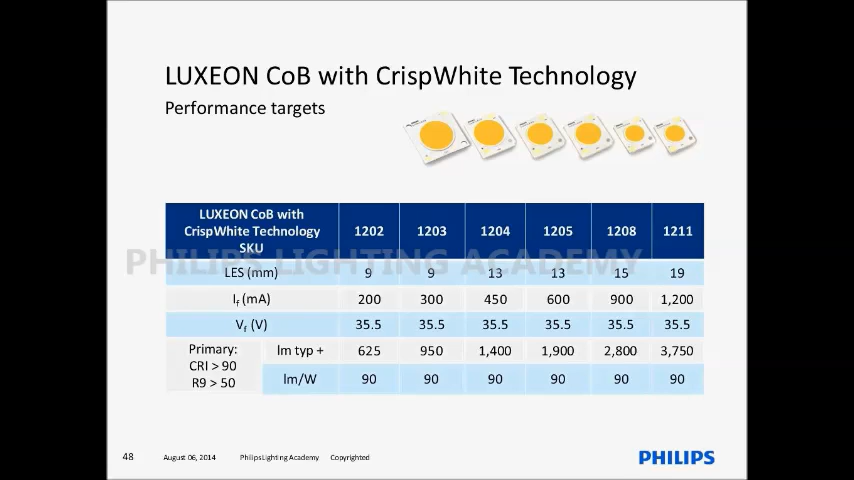 LUXEON CoB with CrispWhite Technology
Performance targets
LUXEON CoB with
CrispWhite Technology
SKU
1202 1203 1204 1205 1208 1211
PHILIPS LIGHTING ACADEMY
LES (mm) 9 9 13 13 15 19
If (mA) 200 300 450 600 900 1,200
Vf (V) 35.5 35.5 35.5 35.5 35.5 35.5
Primary:
CRI > 90
R9 > 50
lm typ + 625 950 1,400 1,900 2,800 3,750
lm/W 90 90 90 90 90 90
48 August 06, 2014 PhilipsLighting Academy Copyrighted
PHILIPS